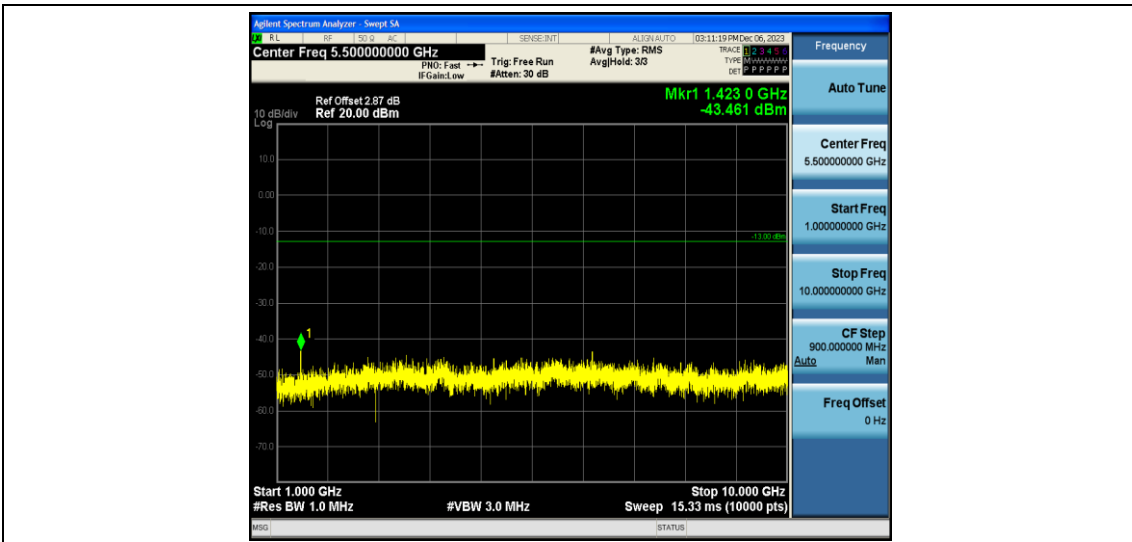 Agilent Spectrum Analyzer - Swept SA
RL RF 50 Ω AC SENSE:INT ALIGNAUTO 03:11:19 PM Dec 06, 2023
Center Freq 5.500000000 GHz
PNO: Fast
IFGain:Low
Trig: Free Run
#Atten: 30 dB
#Avg Type: RMS
Avg|Hold: 3/3
TRACE 1 2 3 4 5 6
TYPE M
DET P P P P P P
Mkr1 1.423 0 GHz
-43.461 dBm
Ref Offset 2.87 dB
10 dB/div Ref 20.00 dBm
Log
10.0
0.00
-10.0
-13.00 dBm
-20.0
-30.0
-40.0
1
-50.0
-60.0
-70.0
Start 1.000 GHz Stop 10.000 GHz
#Res BW 1.0 MHz #VBW 3.0 MHz Sweep 15.33 ms (10000 pts)
MSG STATUS
Frequency
Auto Tune
Center Freq
5.500000000 GHz
Start Freq
1.000000000 GHz
Stop Freq
10.000000000 GHz
CF Step
900.000000 MHz
Auto Man
Freq Offset
0 Hz